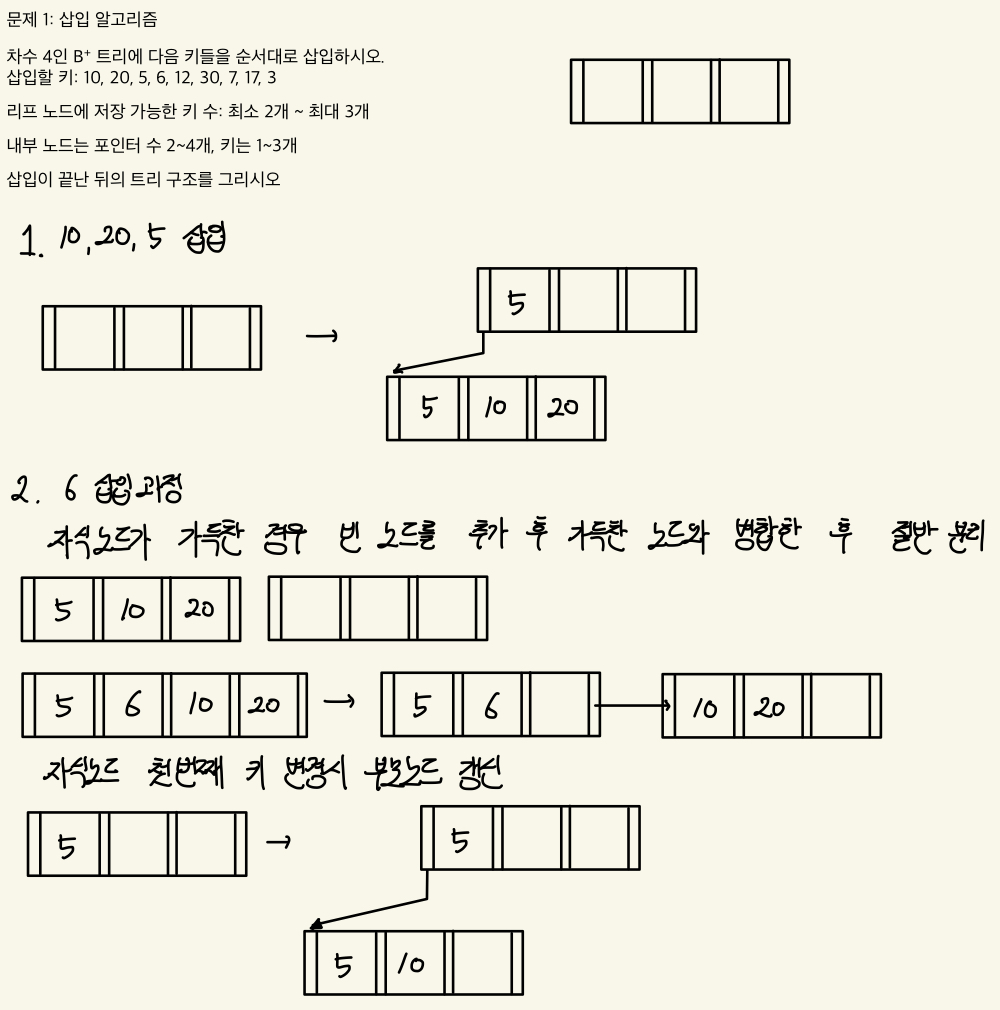 문제 1: 삽입 알고리즘
차수 4인 B⁺ 트리에 다음 키들을 순서대로 삽입하시오.
삽입할 키: 10, 20, 5, 6, 12, 30, 7, 17, 3
리프 노드에 저장 가능한 키 수: 최소 2개 ~ 최대 3개
내부 노드는 포인터 수 2~4개, 키는 1~3개
삽입이 끝난 뒤의 트리 구조를 그리시오
1. 10, 20, 5 삽입
→ 5
5 10 20
2. 6 삽입과정
자식노드가 가득찬 경우 빈 노드를 추가 후 가득찬 노드와 병합한 후 절반 분리
5 10 20
5 6 10 20 → 5 6 → 10 20
자식노드 첫번째 키 변경시 부모노드 갱신
5 → 5
5 10